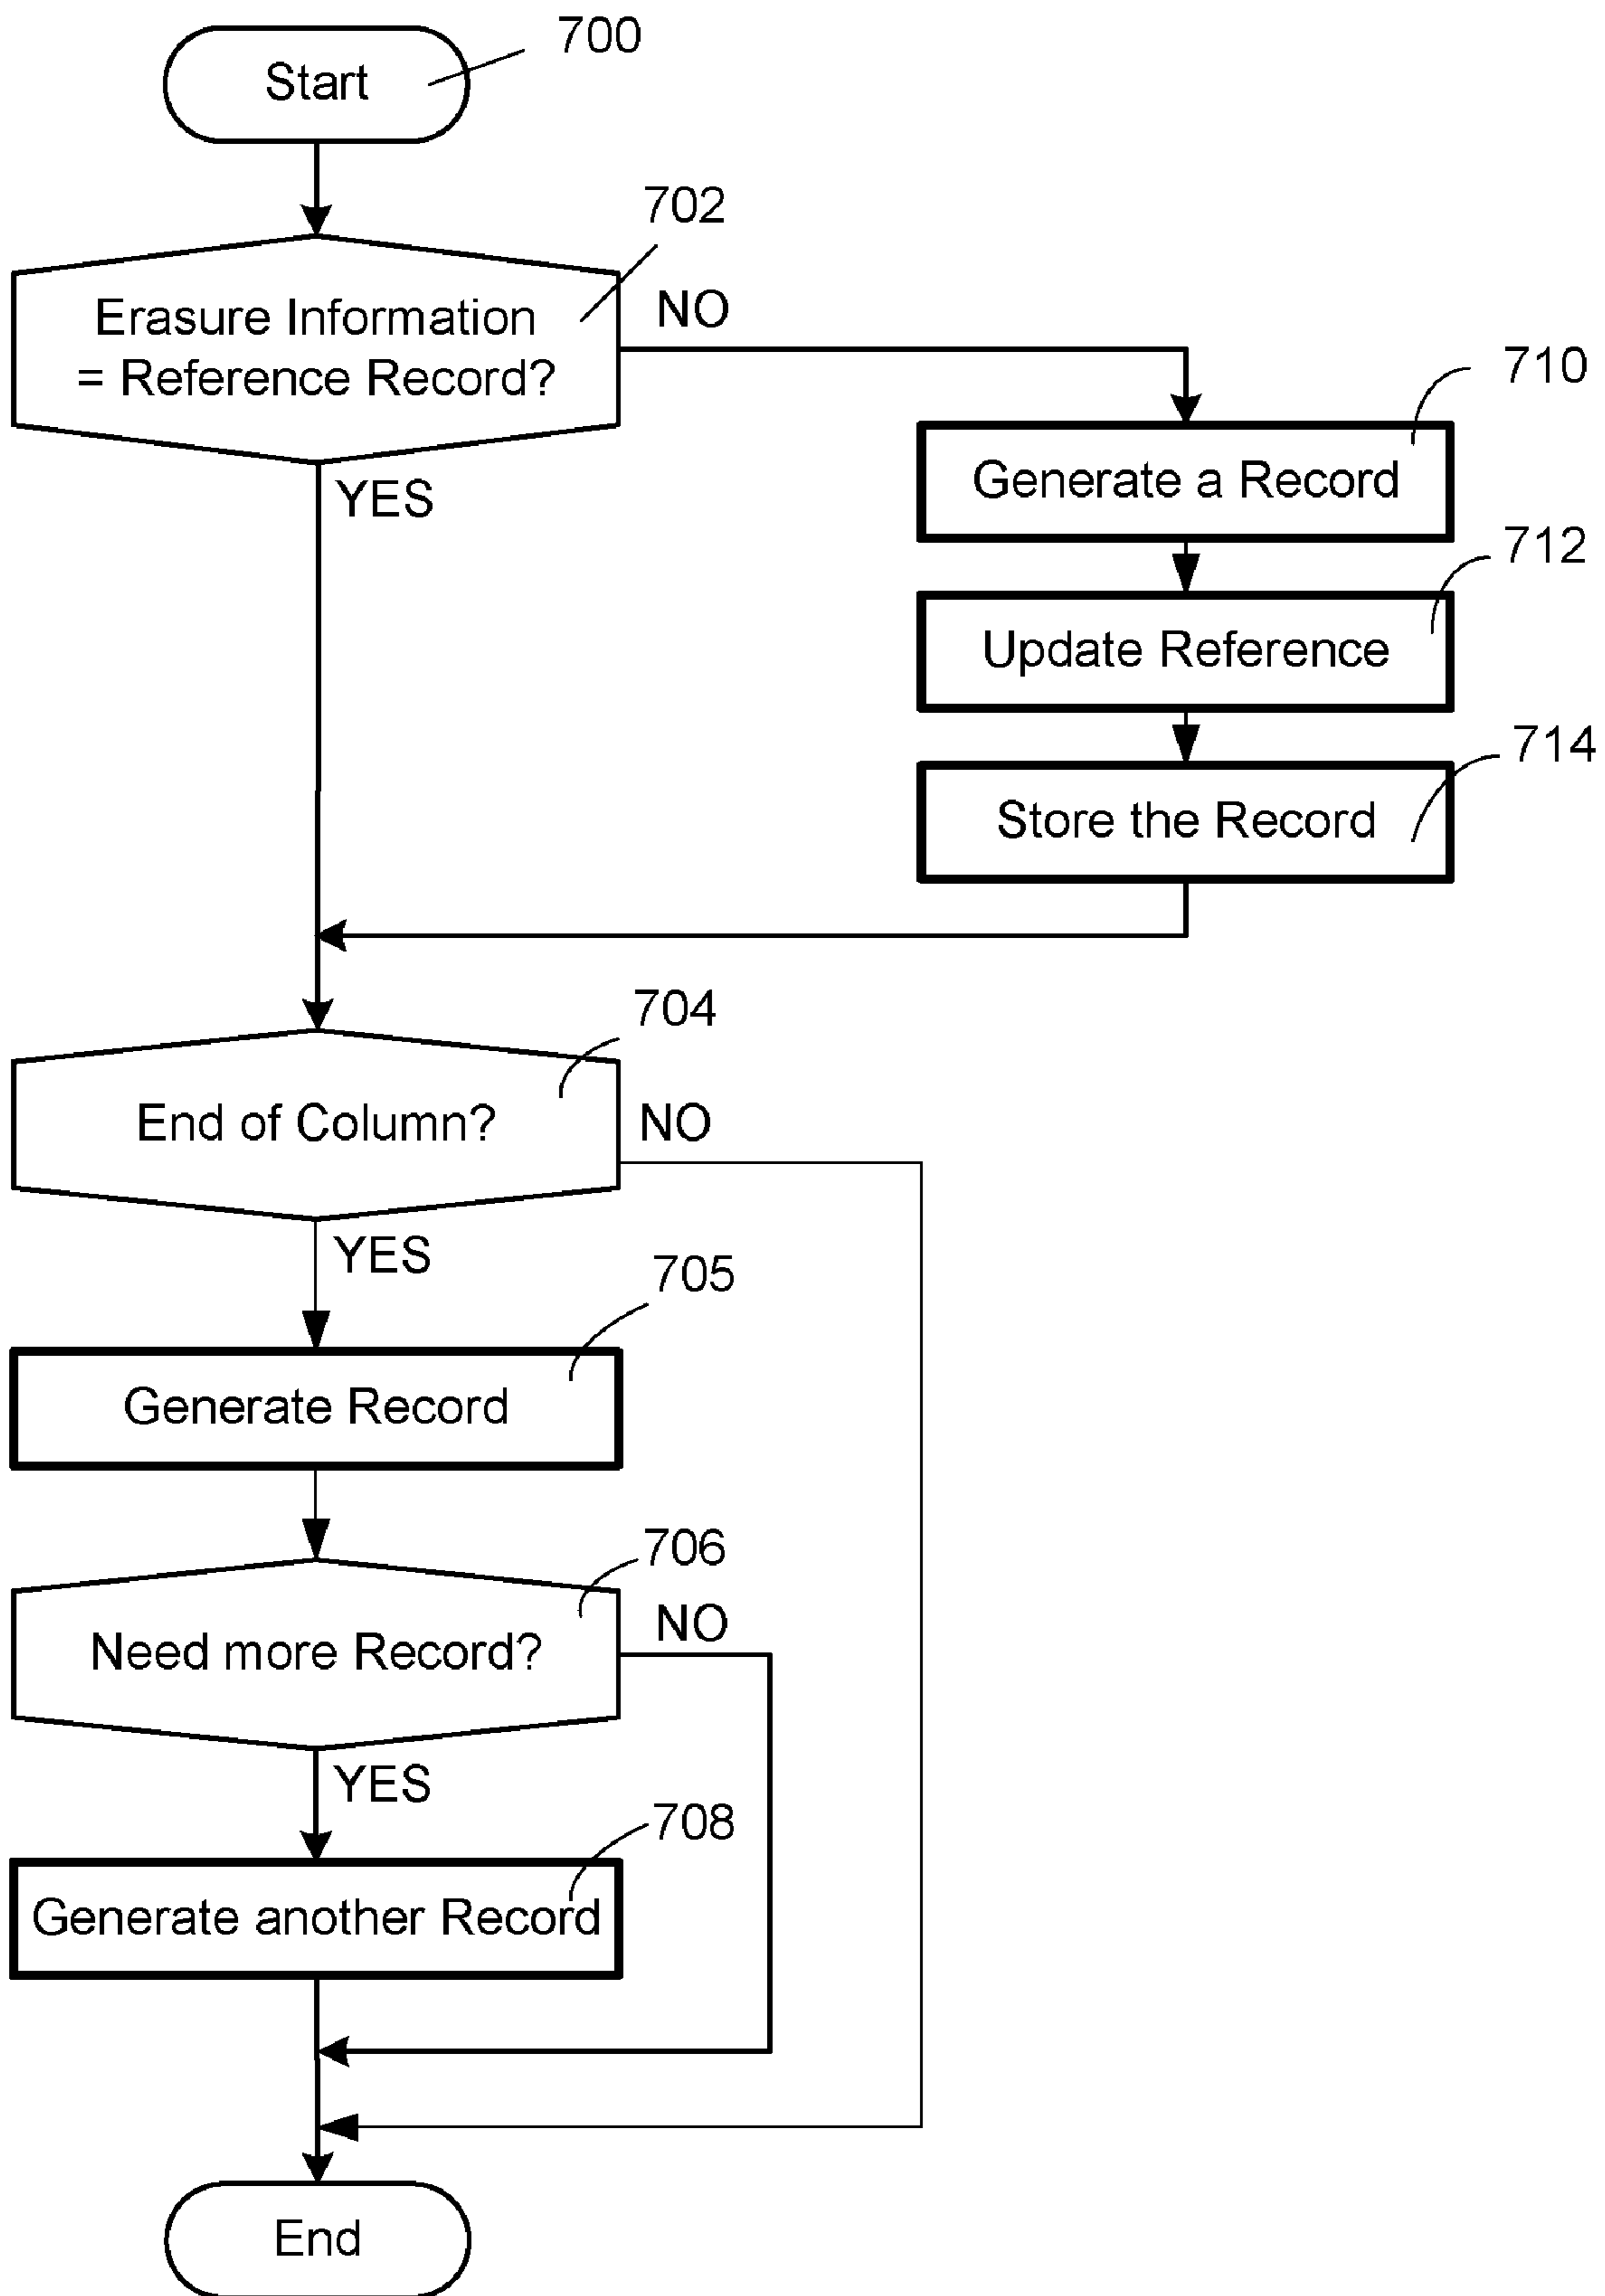 700
Start
702
Erasure Information
= Reference Record?
NO
YES
710
Generate a Record
712
Update Reference
714
Store the Record
704
End of Column?
NO
YES
705
Generate Record
706
Need more Record?
NO
YES
708
Generate another Record
End